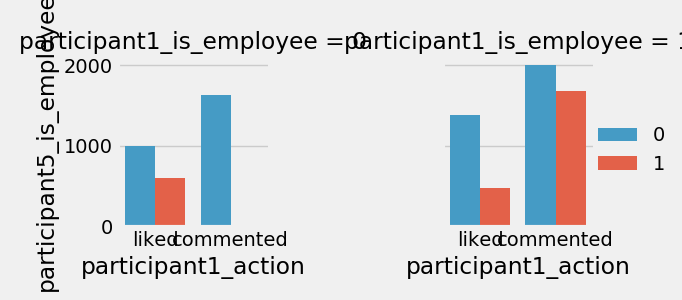 participant1_is_employee = 0
participant1_is_employee = 1
participant5_is_employee
2000
1000
0
liked
commented
liked
commented
participant1_action
participant1_action
0
1